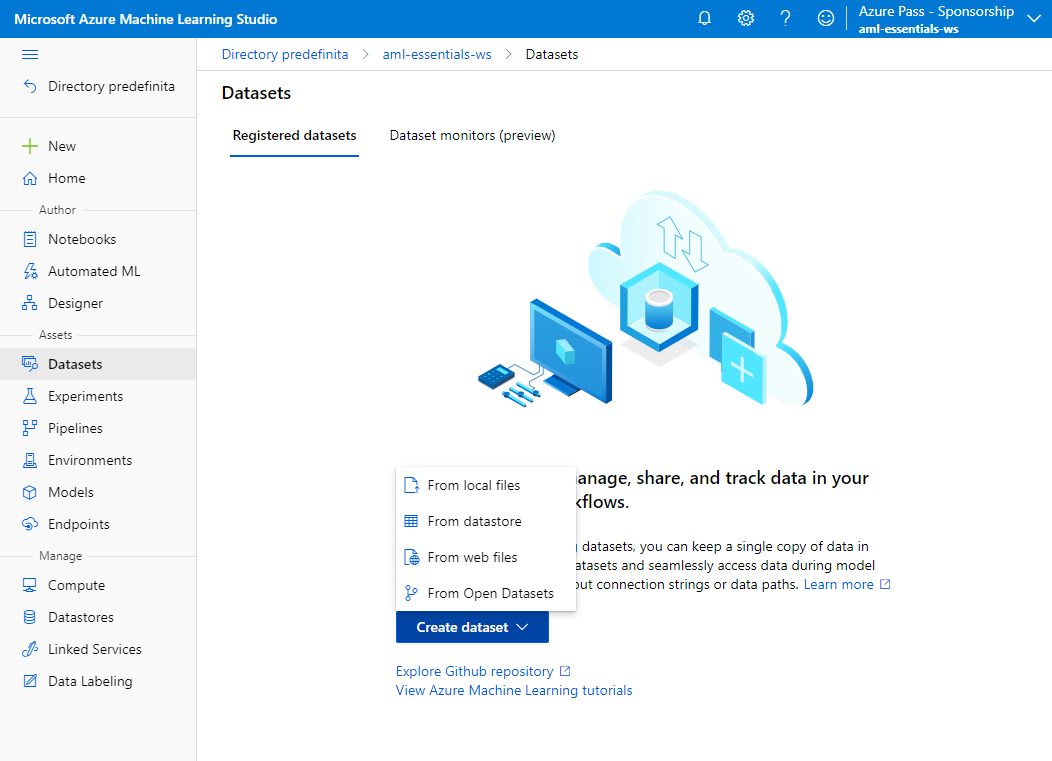 Microsoft Azure Machine Learning Studio
Azure Pass - Sponsorship
aml-essentials-ws
Directory predefinita
New
Home
Author
Notebooks
Automated ML
Designer
Assets
Datasets
Experiments
Pipelines
Environments
Models
Endpoints
Manage
Compute
Datastores
Linked Services
Data Labeling
Directory predefinita > aml-essentials-ws > Datasets
Datasets
Registered datasets Dataset monitors (preview)
anage, share, and track data in your
kflows.
datasets, you can keep a single copy of data in
atasets and seamlessly access data during model
out connection strings or data paths. Learn more
From local files
From datastore
From web files
From Open Datasets
Create dataset
Explore Github repository
View Azure Machine Learning tutorials